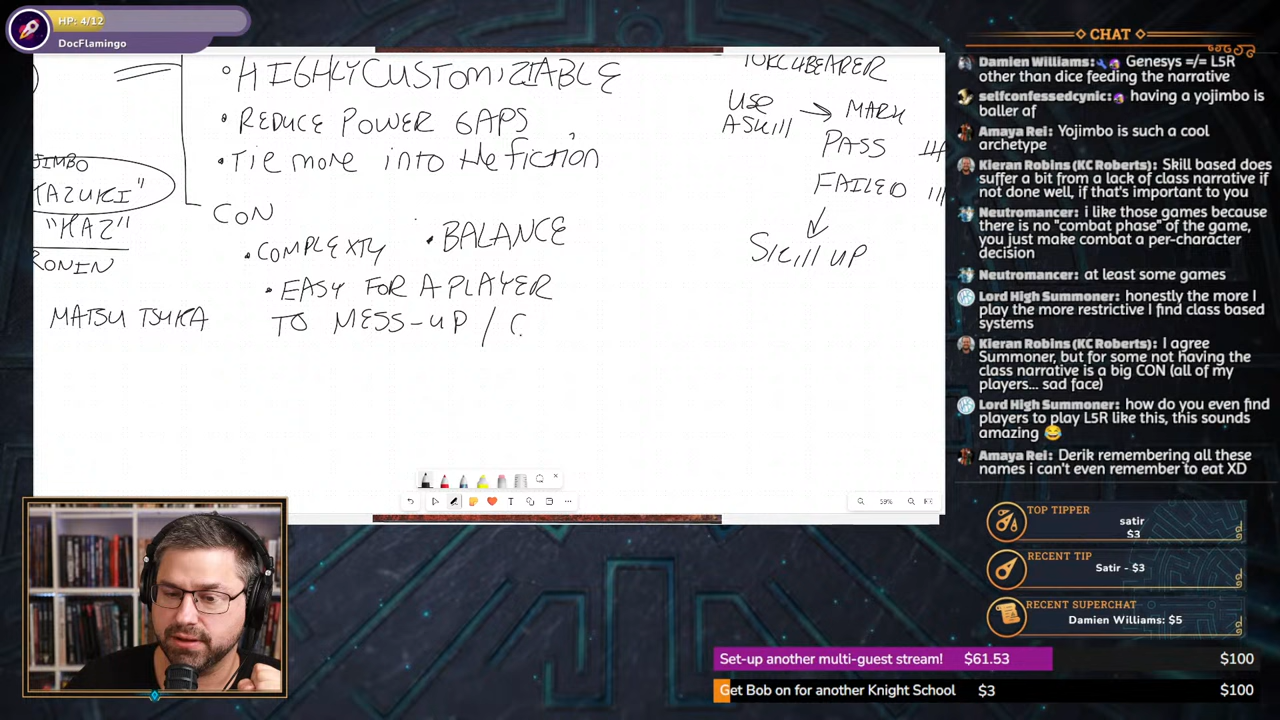 HP: 4/12
DocFlamingo
• HIGHLY CUSTOMIZTABLE
• REDUCE POWER GAPS
• Tie more into the fiction
CON
• COMPLEXTY
• BALANCE
• EASY FOR A PLAYER
TO MESS-UP / C
JIMBO
TAZUKI"
"KAZ"
RONIN
MATSU TSUKA
TORCHBEARER
USE
A SKILL
MARK
PASS
FAILED
SKILL UP
59%
CHAT
Damien Williams: Genesys =/= L5R
other than dice feeding the narrative
selfconfessedcynic: having a yojimbo is
baller af
Amaya Rei: Yojimbo is such a cool
archetype
Kieran Robins (KC Roberts): Skill based does
suffer a bit from a lack of class narrative if
not done well, if that's important to you
Neutromancer: i like those games because
there is no "combat phase" of the game,
you just make combat a per-character
decision
Neutromancer: at least some games
Lord High Summoner: honestly the more I
play the more restrictive I find class based
systems
Kieran Robins (KC Roberts): I agree
Summoner, but for some not having the
class narrative is a big CON (all of my
players... sad face)
Lord High Summoner: how do you even find
players to play L5R like this, this sounds
amazing 😂
Amaya Rei: Derik remembering all these
names i can't even remember to eat XD
TOP TIPPER
satir
$3
RECENT TIP
Satir - $3
RECENT SUPERCHAT
Damien Williams: $5
Set-up another multi-guest stream! $61.53 $100
Get Bob on for another Knight School $3 $100